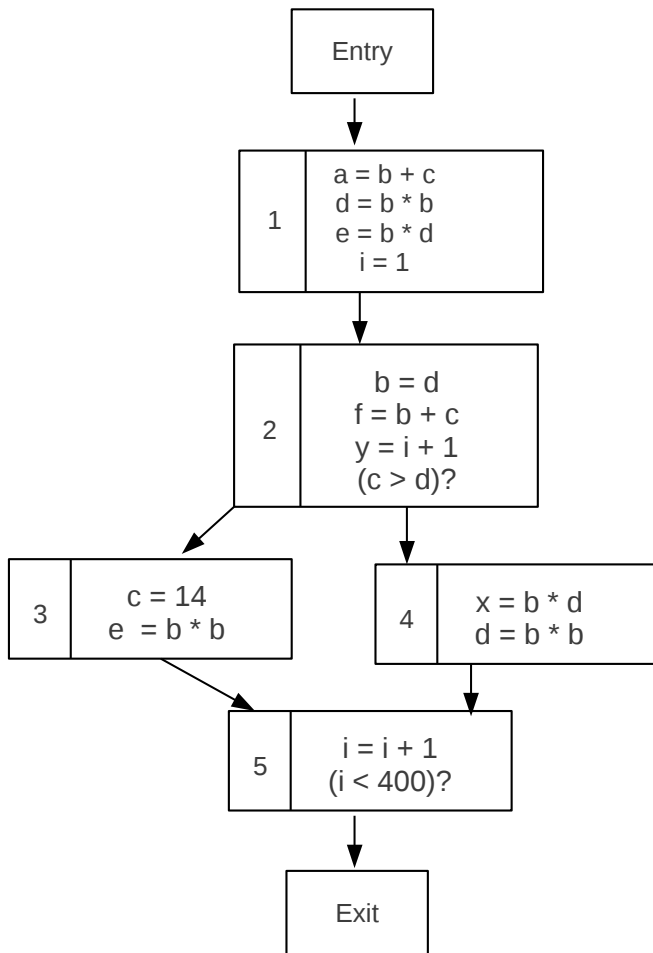 Entry
1
a = b + c
d = b * b
e = b * d
i = 1
2
b = d
f = b + c
y = i + 1
(c > d)?
3
c = 14
e  = b * b
4
x = b * d
d = b * b
5
i = i + 1
(i < 400)?
Exit